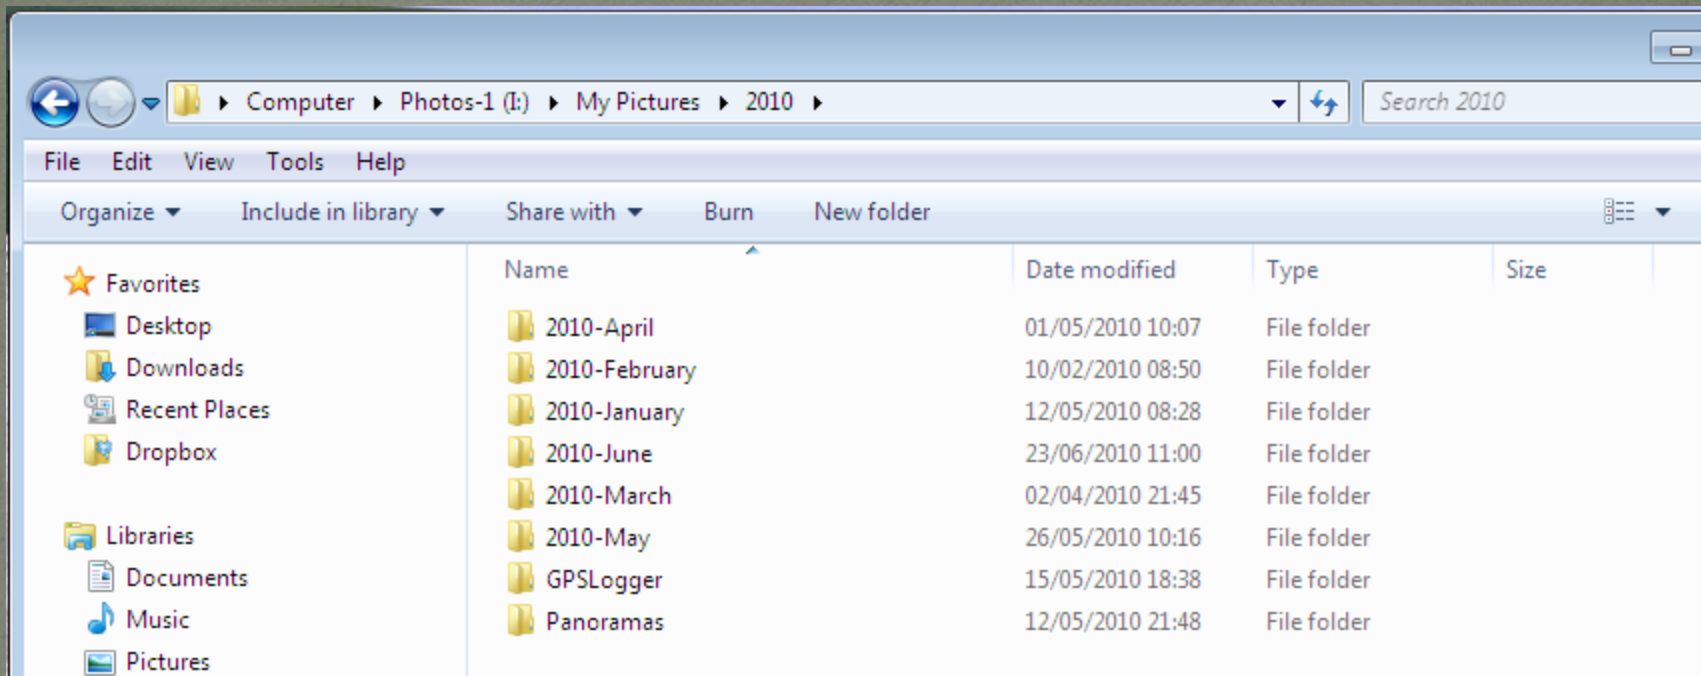 Computer Photos-1 (I:) My Pictures 2010 Search 2010
File Edit View Tools Help
Organize Include in library Share with Burn New folder
Name Date modified Type Size
Favorites
Desktop
Downloads
Recent Places
Dropbox
Libraries
Documents
Music
Pictures
2010-April 01/05/2010 10:07 File folder
2010-February 10/02/2010 08:50 File folder
2010-January 12/05/2010 08:28 File folder
2010-June 23/06/2010 11:00 File folder
2010-March 02/04/2010 21:45 File folder
2010-May 26/05/2010 10:16 File folder
GPSLogger 15/05/2010 18:38 File folder
Panoramas 12/05/2010 21:48 File folder